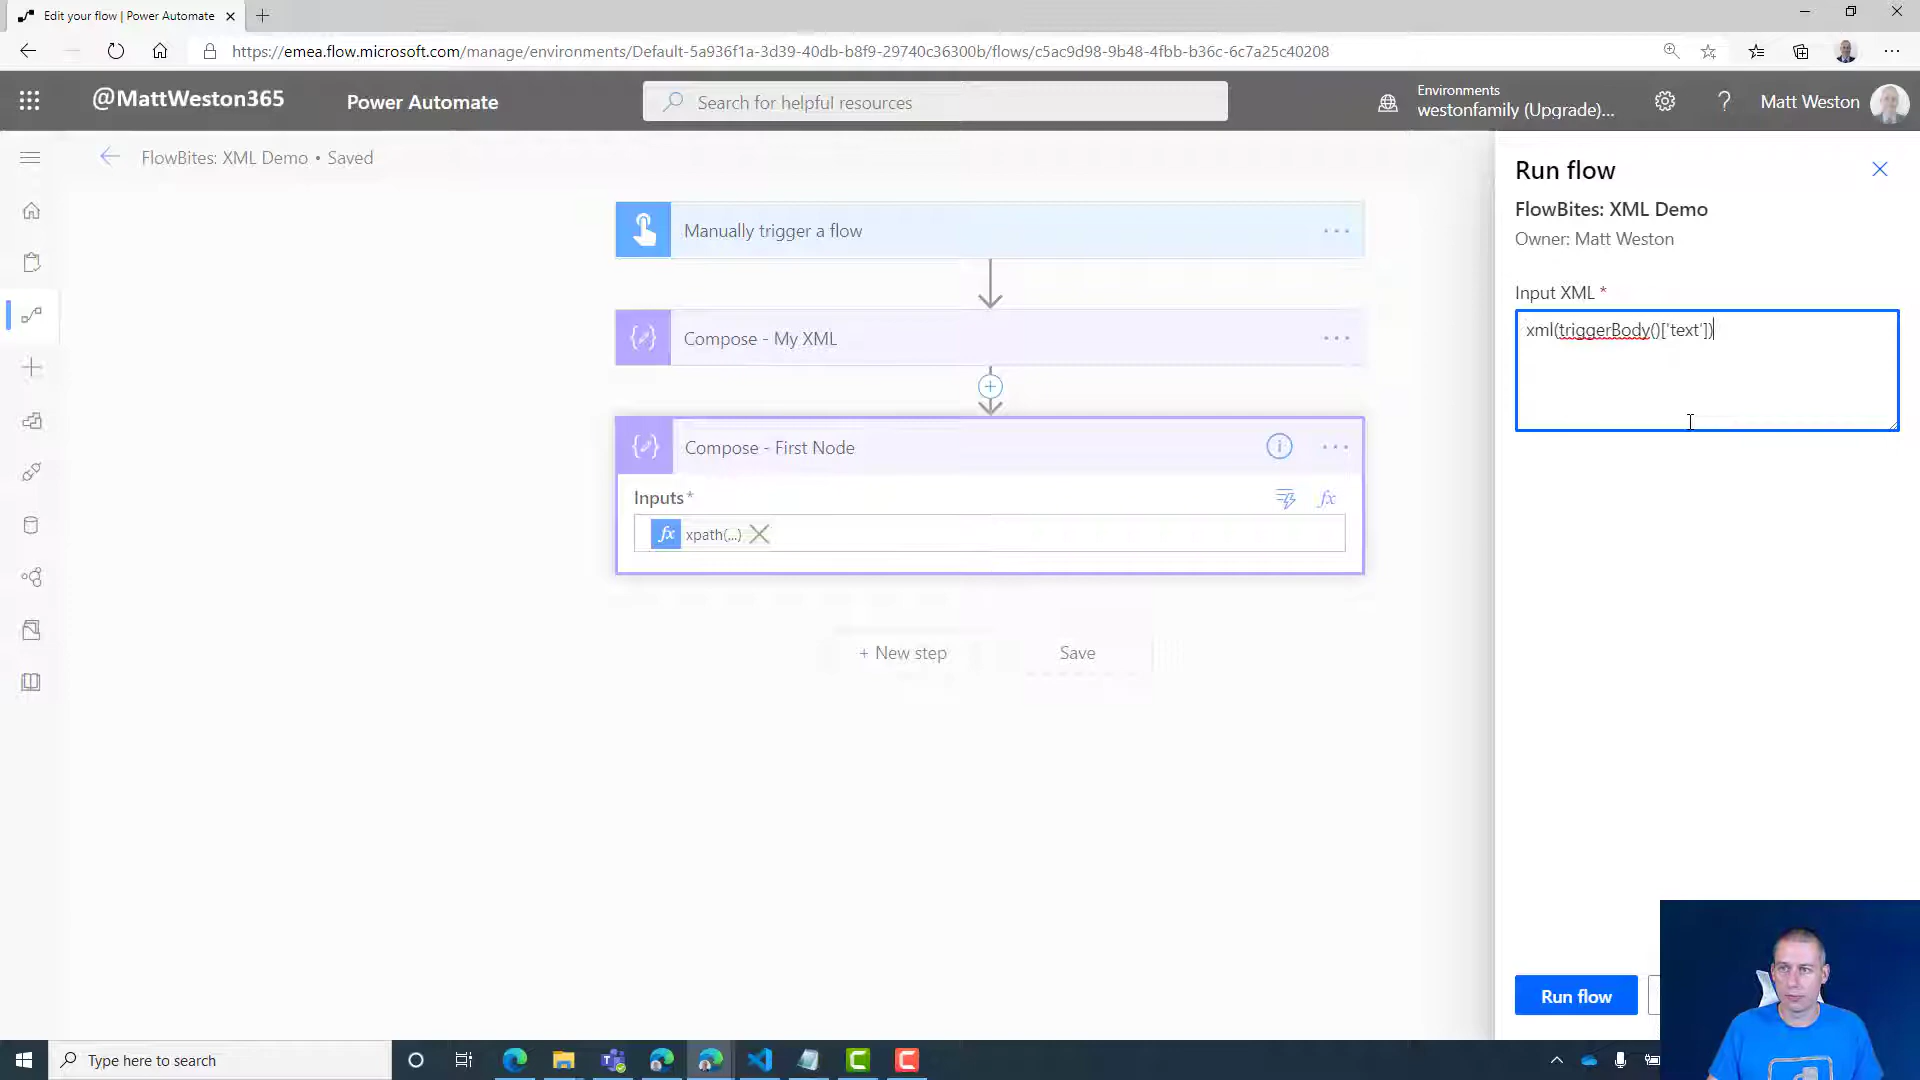 Edit your flow | Power Automate
https://emea.flow.microsoft.com/manage/environments/Default-5a936f1a-3d39-40db-b8f9-29740c36300b/flows/c5ac9d98-9b48-4fbb-b36c-6c7a25c40208
@MattWeston365
Power Automate
Search for helpful resources
Environments
westonfamily (Upgrade)...
?
Matt Weston
FlowBites: XML Demo • Saved
Manually trigger a flow
Compose - My XML
Compose - First Node
Inputs*
fx
fx xpath(...)
+ New step
Save
Run flow
FlowBites: XML Demo
Owner: Matt Weston
Input XML *
xml(triggerBody()['text'])
Run flow
Type here to search